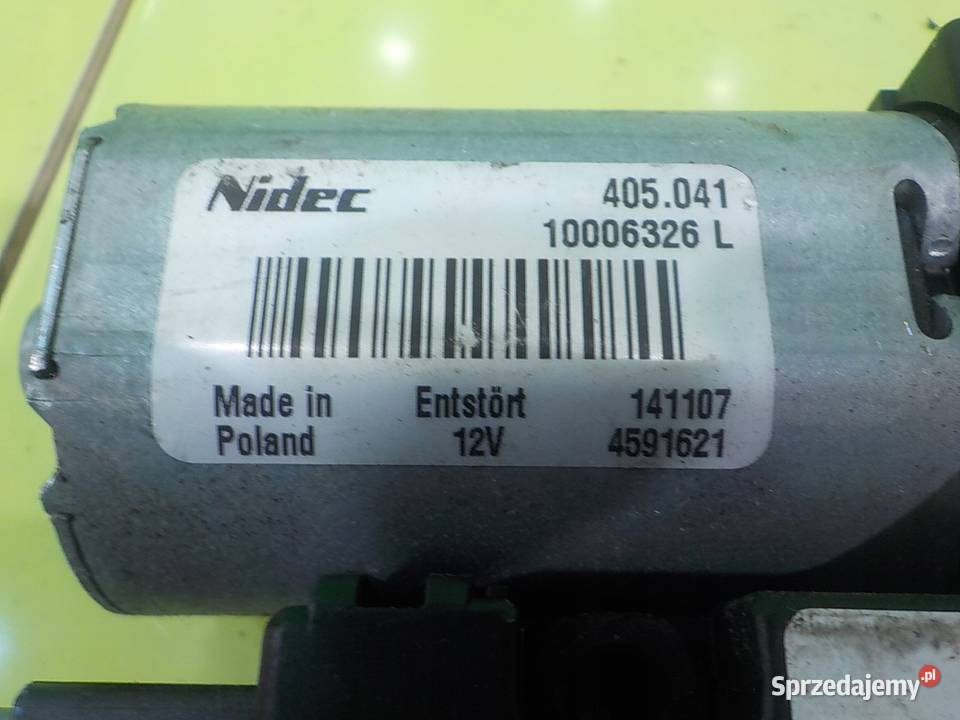 Nidec 405.041
10006326 L
Made in Entstört 141107
Poland 12V 4591621
Sprzedajemy.pl